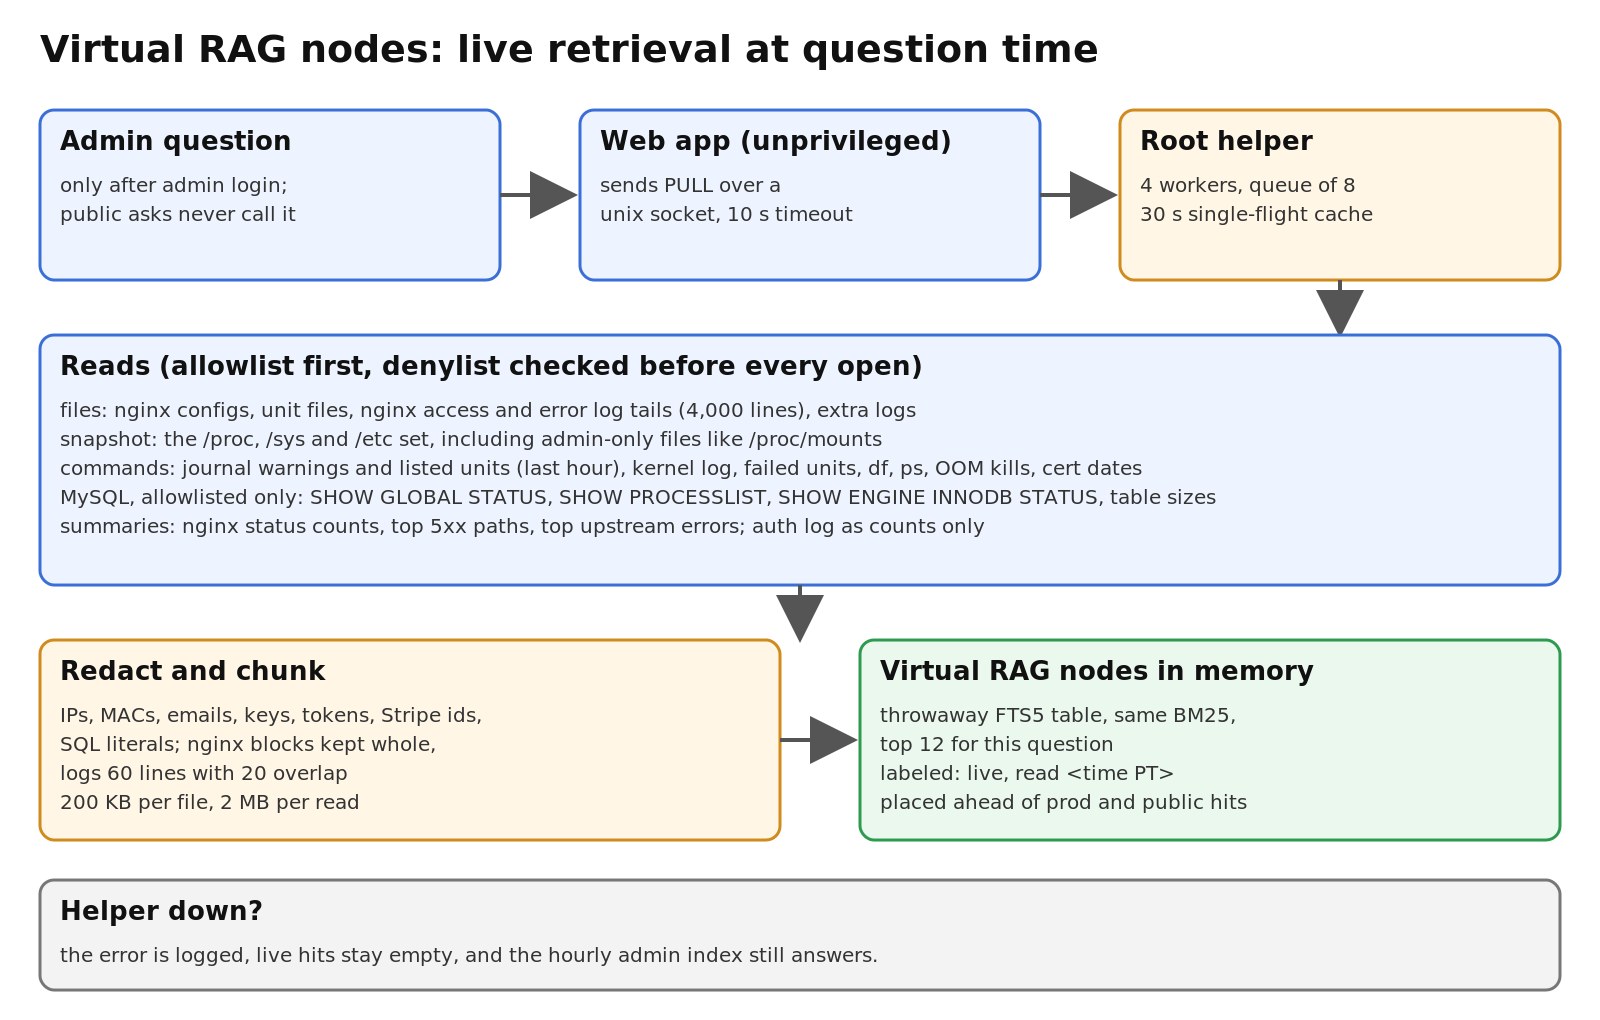 Virtual RAG nodes: live retrieval at question time
Admin question
only after admin login;
public asks never call it
Web app (unprivileged)
sends PULL over a
unix socket, 10 s timeout
Root helper
4 workers, queue of 8
30 s single-flight cache
Reads (allowlist first, denylist checked before every open)
files: nginx configs, unit files, nginx access and error log tails (4,000 lines), extra logs
snapshot: the /proc, /sys and /etc set, including admin-only files like /proc/mounts
commands: journal warnings and listed units (last hour), kernel log, failed units, df, ps, OOM kills, cert dates
MySQL, allowlisted only: SHOW GLOBAL STATUS, SHOW PROCESSLIST, SHOW ENGINE INNODB STATUS, table sizes
summaries: nginx status counts, top 5xx paths, top upstream errors; auth log as counts only
Redact and chunk
IPs, MACs, emails, keys, tokens, Stripe ids,
SQL literals; nginx blocks kept whole,
logs 60 lines with 20 overlap
200 KB per file, 2 MB per read
Virtual RAG nodes in memory
throwaway FTS5 table, same BM25,
top 12 for this question
labeled: live, read <time PT>
placed ahead of prod and public hits
Helper down?
the error is logged, live hits stay empty, and the hourly admin index still answers.